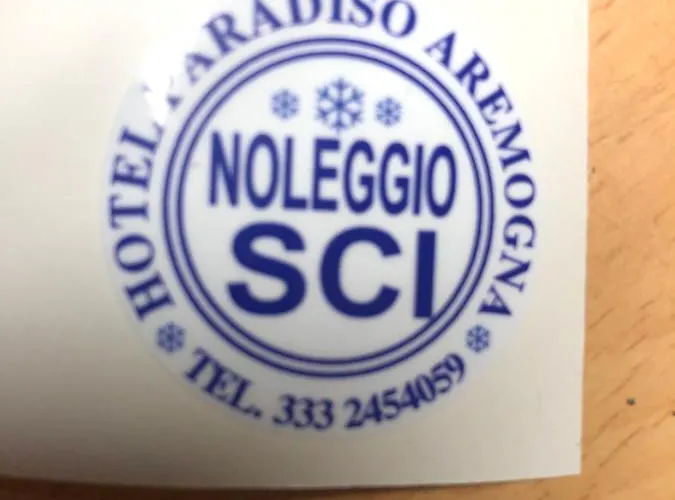 HOTEL PARADISO AREMOGNA
NOLEGGIO
SCI
TEL. 333 2454059